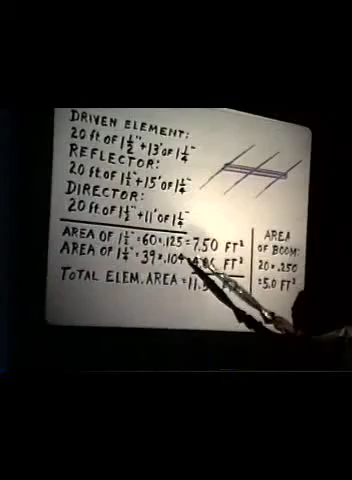 DRIVEN ELEMENT:
20 ft OF 1½" + 13' OF 1¼"
REFLECTOR:
20 ft OF 1½" + 15' OF 1¼"
DIRECTOR:
20 ft OF 1½" + 11' OF 1¼"
AREA OF 1½" = 60 × .125 = 7.50 FT²
AREA OF 1¼" = 39 × .104 = FT²
TOTAL ELEM. AREA = 11.5
AREA
OF BOOM:
20 × .250
= 5.0 FT²